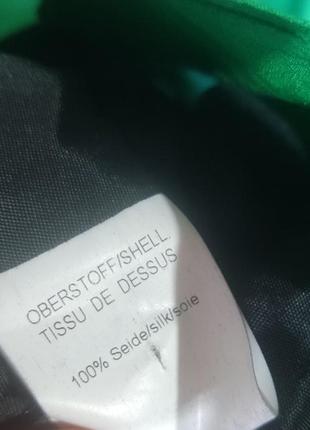 OBERSTOFF/SHELL
TISSU DE DESSUS
100% Seide/silk/soie